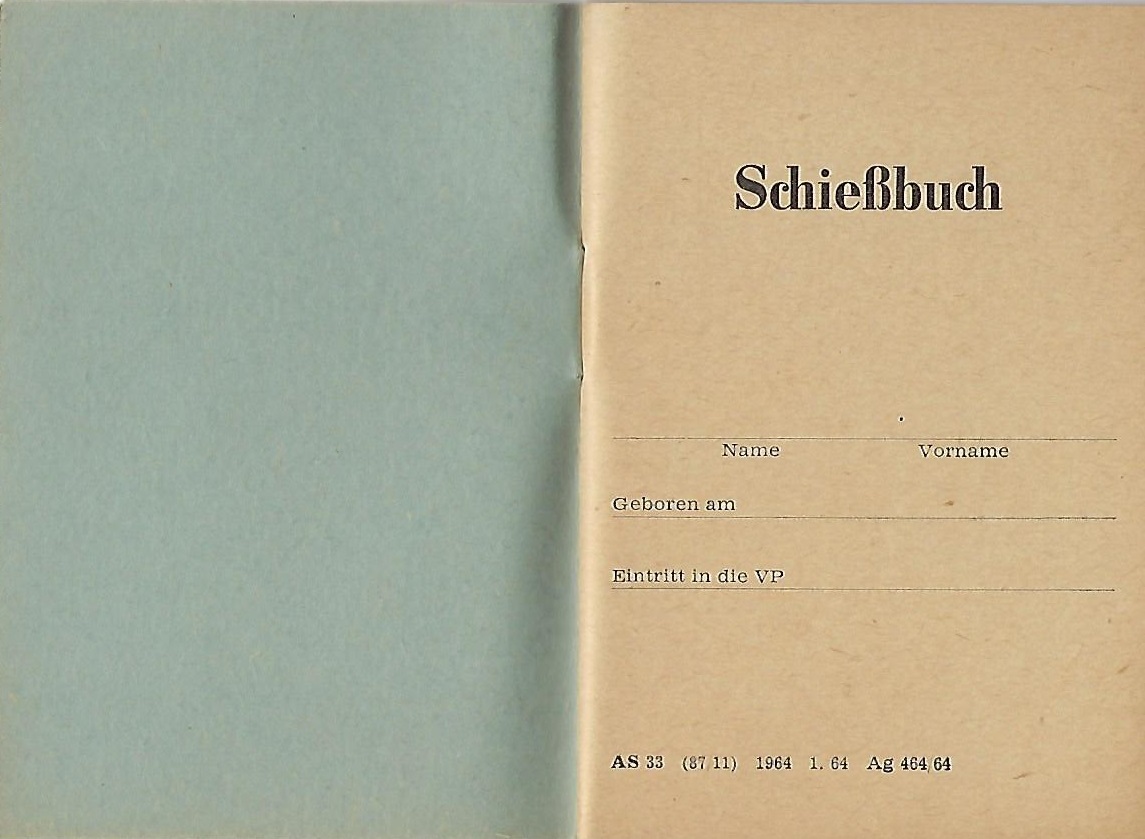 Schießbuch
Name Vorname
Geboren am
Eintritt in die VP
AS 33 (87 11) 1964 1. 64 Ag 464/64